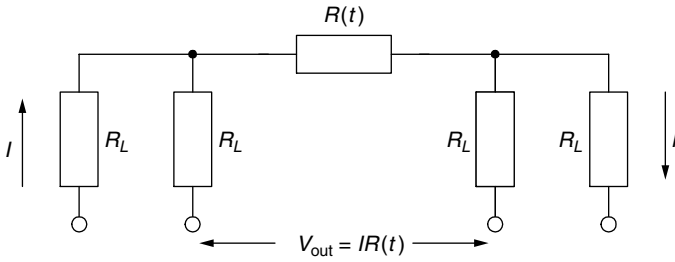 R(t)
I
R_L
R_L
R_L
R_L
I
V_out = IR(t)